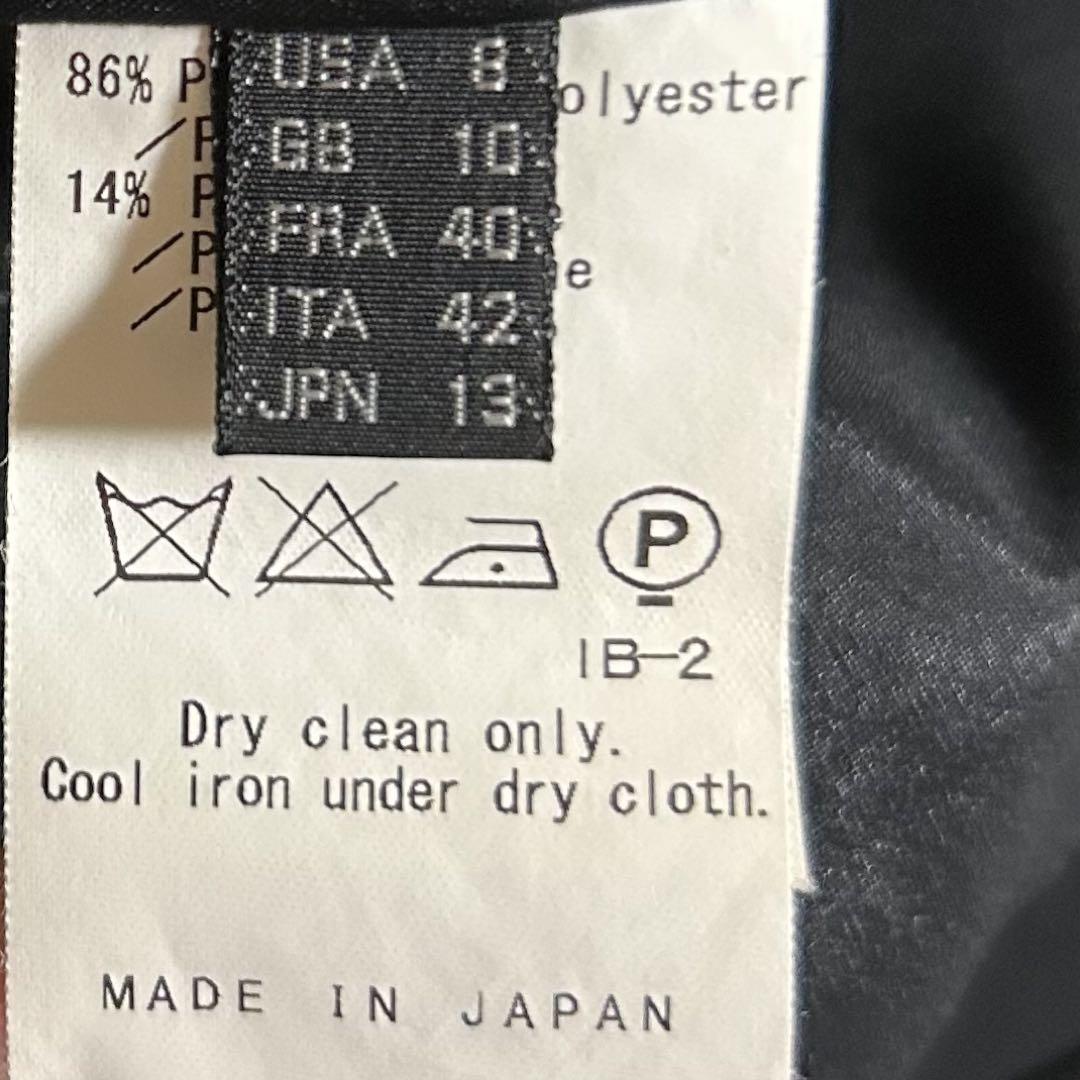 86% P
olyester
／P
14% P
／P
e
／P
USA 8
GB 10
FRA 40
ITA 42
JPN 13
P
IB-2
Dry clean only.
Cool iron under dry cloth.
MADE IN JAPAN